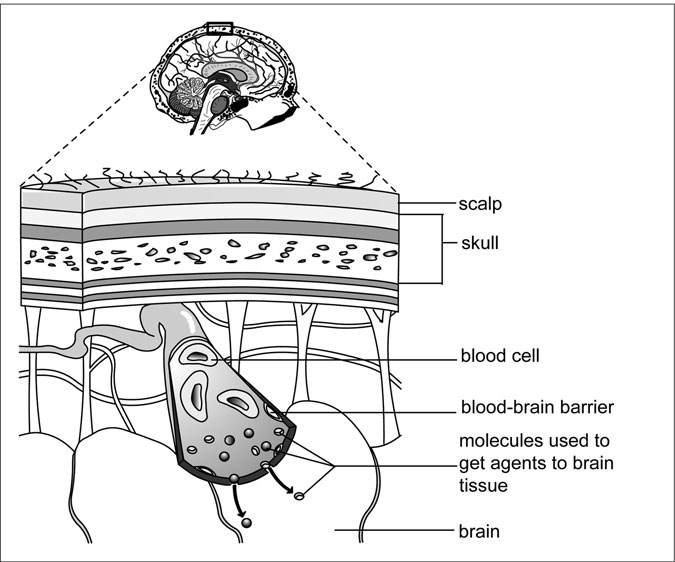 scalp
skull
blood cell
blood-brain barrier
molecules used to
get agents to brain
tissue
brain